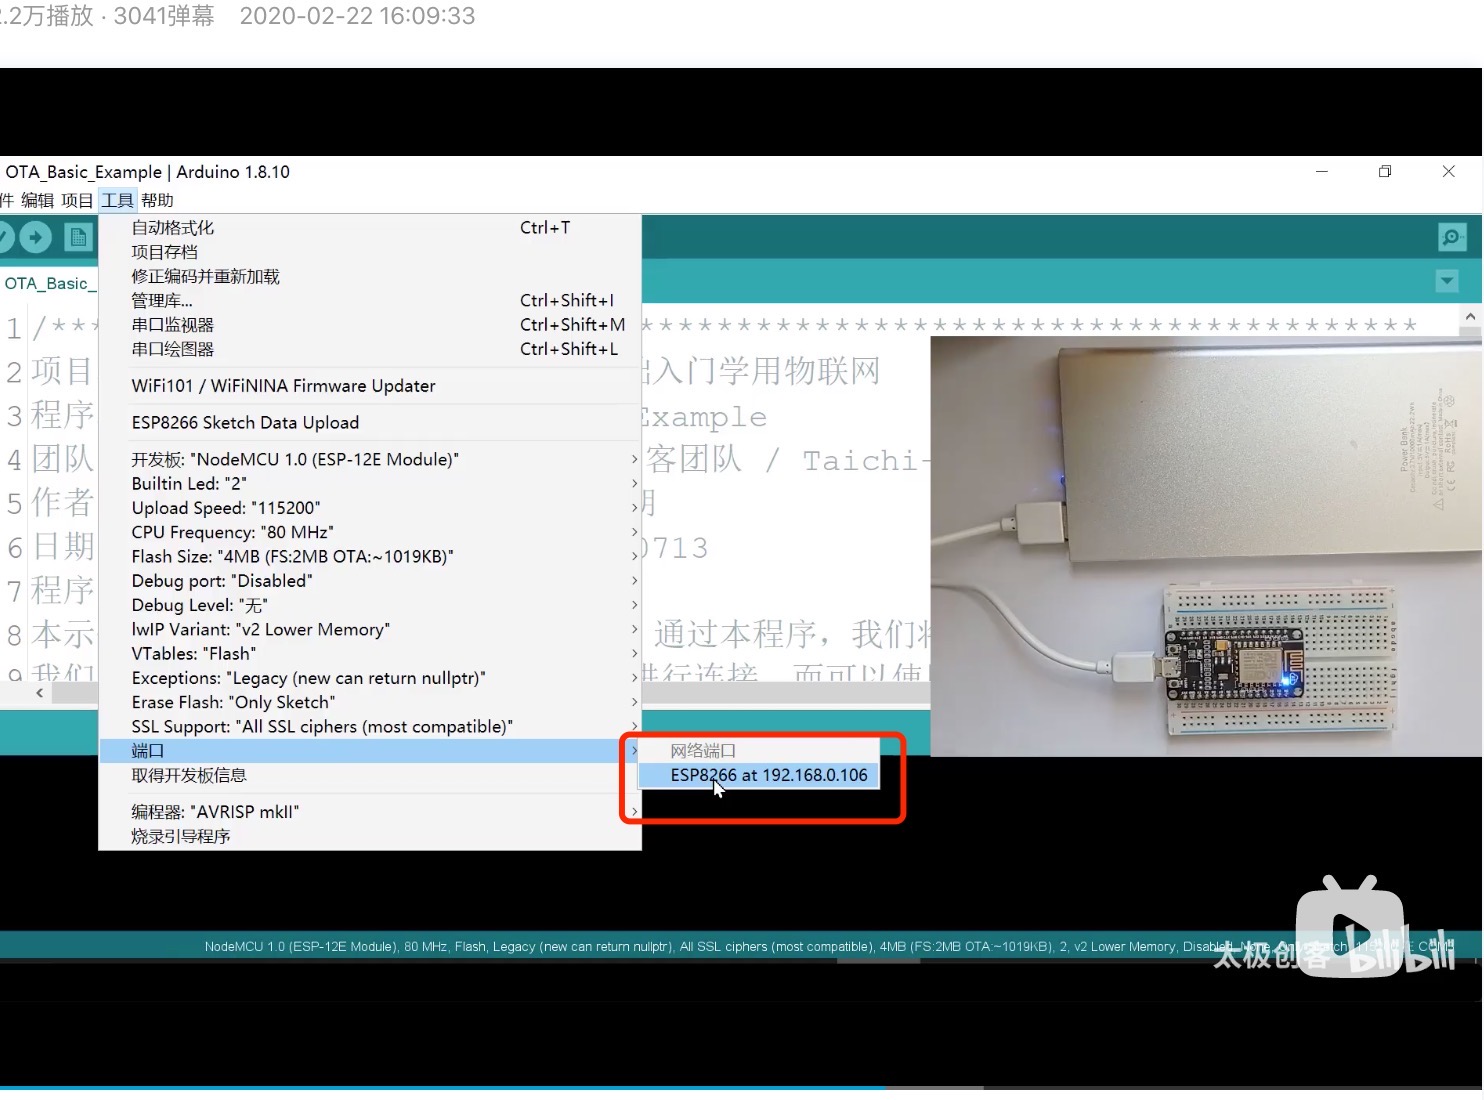 .2万播放 · 3041弹幕 2020-02-22 16:09:33
OTA_Basic_Example | Arduino 1.8.10
件 编辑 项目 工具 帮助
OTA_Basic_
自动格式化 Ctrl+T
项目存档
修正编码并重新加载
管理库... Ctrl+Shift+I
串口监视器 Ctrl+Shift+M
串口绘图器 Ctrl+Shift+L
WiFi101 / WiFiNINA Firmware Updater
ESP8266 Sketch Data Upload
开发板: "NodeMCU 1.0 (ESP-12E Module)"
Builtin Led: "2"
Upload Speed: "115200"
CPU Frequency: "80 MHz"
Flash Size: "4MB (FS:2MB OTA:~1019KB)"
Debug port: "Disabled"
Debug Level: "无"
lwIP Variant: "v2 Lower Memory"
VTables: "Flash"
Exceptions: "Legacy (new can return nullptr)"
Erase Flash: "Only Sketch"
SSL Support: "All SSL ciphers (most compatible)"
端口
取得开发板信息
编程器: "AVRISP mkII"
烧录引导程序
网络端口
ESP8266 at 192.168.0.106
1 /*** ****************************************
2 项目 入门学用物联网
3 程序 Example
4 团队 客团队 / Taichi-
5 作者
6 日期 0713
7 程序
8 本示 通过本程序，我们将
9 我们 进行连接 而可以使用
Power Bank
NodeMCU 1.0 (ESP-12E Module), 80 MHz, Flash, Legacy (new can return nullptr), All SSL ciphers (most compatible), 4MB (FS:2MB OTA:~1019KB), 2, v2 Lower Memory, Disabled, None,
太极创客 bilibili